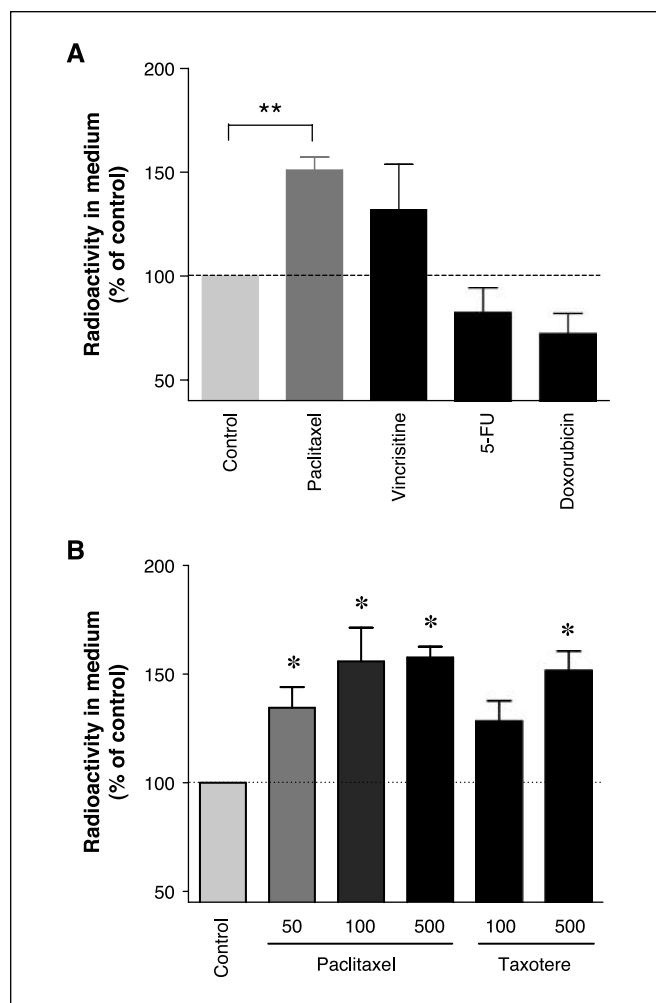 A
200
**
150
100
50
Radioactivity in medium
(% of control)
Control
Paclitaxel
Vincrisitine
5-FU
Doxorubicin
B
200
*
*
*
*
150
100
50
Radioactivity in medium
(% of control)
Control
50 100 500 100 500
Paclitaxel Taxotere